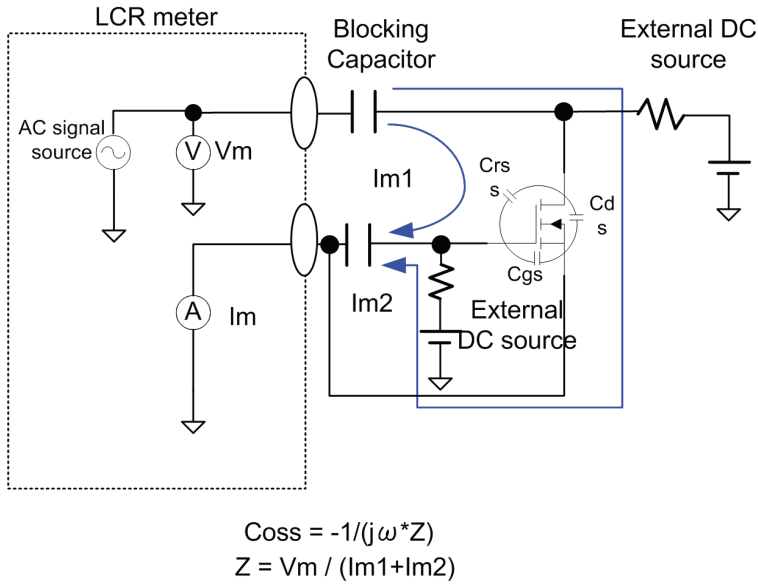 LCR meter
Blocking
Capacitor
External DC
source
AC signal
source
V
Vm
Im1
Crs
s
Cd
s
Cgs
Im2
A
Im
External
DC source
Coss = -1/(jω*Z)
Z = Vm / (Im1+Im2)